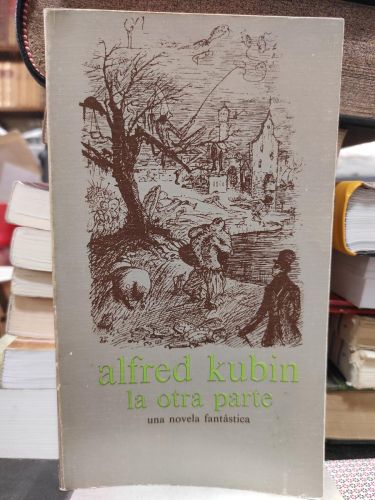 alfred kubin
la otra parte
una novela fantástica